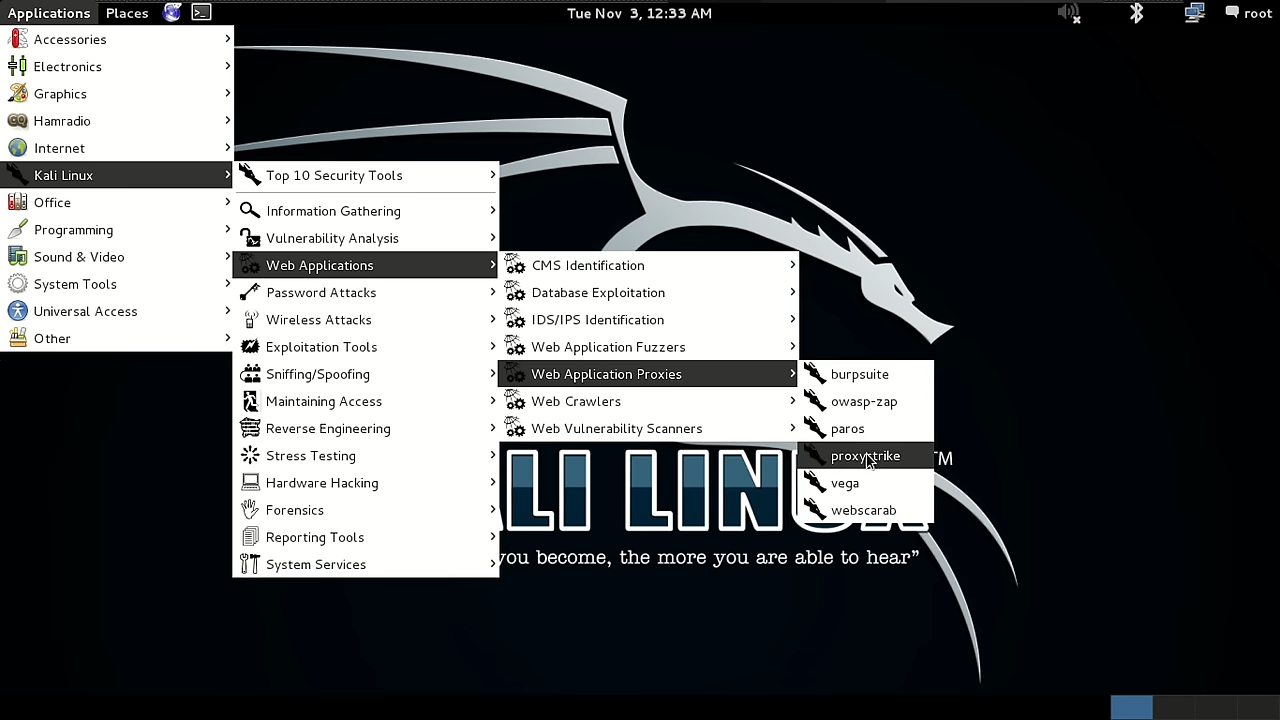 Applications Places Tue Nov 3, 12:33 AM root
Accessories
Electronics
Graphics
Hamradio
Internet
Kali Linux
Office
Programming
Sound & Video
System Tools
Universal Access
Other
Top 10 Security Tools
Information Gathering
Vulnerability Analysis
Web Applications
Password Attacks
Wireless Attacks
Exploitation Tools
Sniffing/Spoofing
Maintaining Access
Reverse Engineering
Stress Testing
Hardware Hacking
Forensics
Reporting Tools
System Services
CMS Identification
Database Exploitation
IDS/IPS Identification
Web Application Fuzzers
Web Application Proxies
Web Crawlers
Web Vulnerability Scanners
burpsuite
owasp-zap
paros
proxystrike
vega
webscarab
ALI LINUX TM
you become, the more you are able to hear”